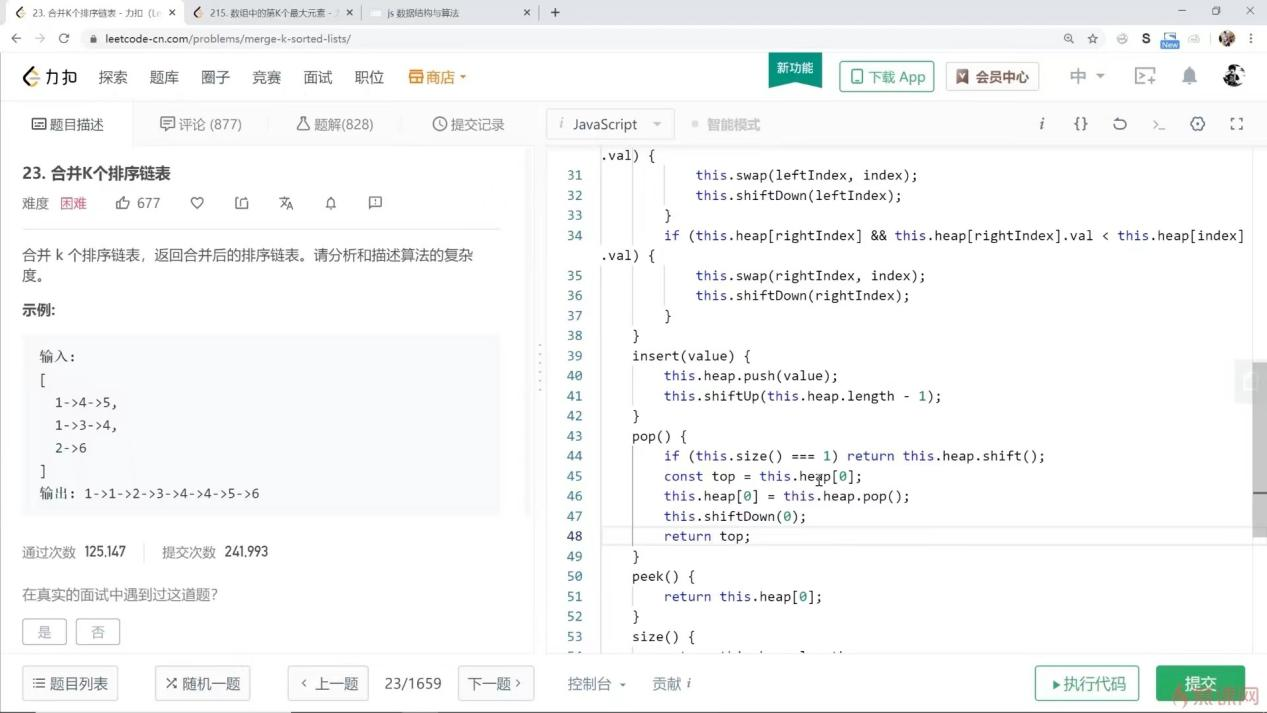 23. 合并K个排序链表 - 力扣（Le
215. 数组中的第K个最大元素 - 力
js 数据结构与算法
leetcode-cn.com/problems/merge-k-sorted-lists/
S
New
力扣 探索 题库 圈子 竞赛 面试 职位 商店 新功能 下载 App 会员中心 中
题目描述 评论 (877) 题解(828) 提交记录 i JavaScript 智能模式 i {} >_
23. 合并K个排序链表
难度 困难 677
合并 k 个排序链表，返回合并后的排序链表。请分析和描述算法的复杂
度。
示例:
输入:
[
1->4->5,
1->3->4,
2->6
]
输出: 1->1->2->3->4->4->5->6
通过次数 125,147 提交次数 241,993
在真实的面试中遇到过这道题?
是 否
.val) {
31 this.swap(leftIndex, index);
32 this.shiftDown(leftIndex);
33 }
34 if (this.heap[rightIndex] && this.heap[rightIndex].val < this.heap[index]
.val) {
35 this.swap(rightIndex, index);
36 this.shiftDown(rightIndex);
37 }
38 }
39 insert(value) {
40 this.heap.push(value);
41 this.shiftUp(this.heap.length - 1);
42 }
43 pop() {
44 if (this.size() === 1) return this.heap.shift();
45 const top = this.heap[0];
46 this.heap[0] = this.heap.pop();
47 this.shiftDown(0);
48 return top;
49 }
50 peek() {
51 return this.heap[0];
52 }
53 size() {
题目列表 随机一题 < 上一题 23/1659 下一题 > 控制台 贡献 i 执行代码 提交
慕课网